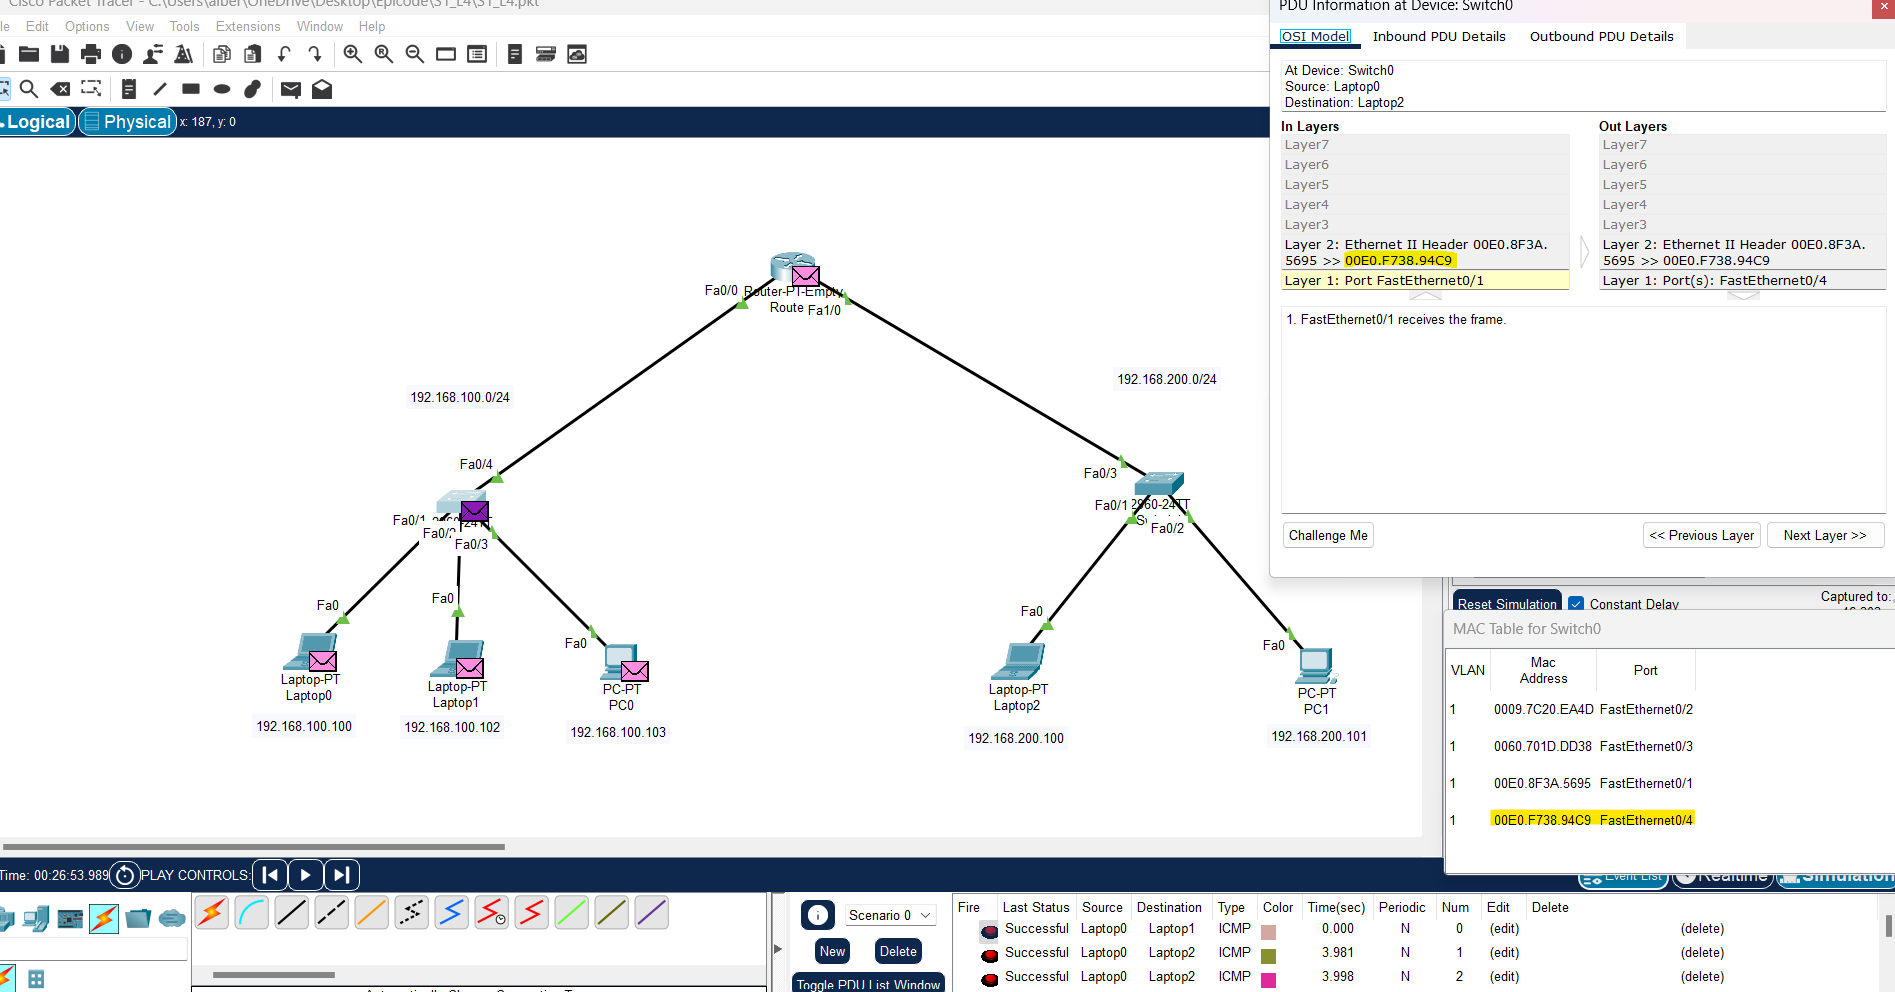 Cisco Packet Tracer - C:\Users\alber\OneDrive\Desktop\Epicode\S1_L4\S1_L4.pkt
Edit Options View Tools Extensions Window Help
Logical Physical x: 187, y: 0
Fa0/0 Router-PT-Empty
Route Fa1/0
192.168.100.0/24
192.168.200.0/24
Fa0/4
Fa0/3
Fa0/1
Fa0/3
Fa0/1 2960-24TT
Fa0/2
Fa0
Fa0
Fa0
Fa0
Fa0
Laptop-PT
Laptop0
192.168.100.100
Laptop-PT
Laptop1
192.168.100.102
PC-PT
PC0
192.168.100.103
Laptop-PT
Laptop2
192.168.200.100
PC-PT
PC1
192.168.200.101
PDU Information at Device: Switch0
OSI Model Inbound PDU Details Outbound PDU Details
At Device: Switch0
Source: Laptop0
Destination: Laptop2
In Layers
Layer7
Layer6
Layer5
Layer4
Layer3
Layer 2: Ethernet II Header 00E0.8F3A.
5695 >> 00E0.F738.94C9
Layer 1: Port FastEthernet0/1
Out Layers
Layer7
Layer6
Layer5
Layer4
Layer3
Layer 2: Ethernet II Header 00E0.8F3A.
5695 >> 00E0.F738.94C9
Layer 1: Port(s): FastEthernet0/4
1. FastEthernet0/1 receives the frame.
Challenge Me << Previous Layer Next Layer >>
Reset Simulation Constant Delay Captured to:
MAC Table for Switch0
VLAN Mac Address Port
1 0009.7C20.EA4D FastEthernet0/2
1 0060.701D.DD38 FastEthernet0/3
1 00E0.8F3A.5695 FastEthernet0/1
1 00E0.F738.94C9 FastEthernet0/4
Time: 00:26:53.989 PLAY CONTROLS:
Event List Realtime Simulation
Scenario 0
New Delete
Toggle PDU List Window
Fire Last Status Source Destination Type Color Time(sec) Periodic Num Edit Delete
Successful Laptop0 Laptop1 ICMP 0.000 N 0 (edit) (delete)
Successful Laptop0 Laptop2 ICMP 3.981 N 1 (edit) (delete)
Successful Laptop0 Laptop2 ICMP 3.998 N 2 (edit) (delete)